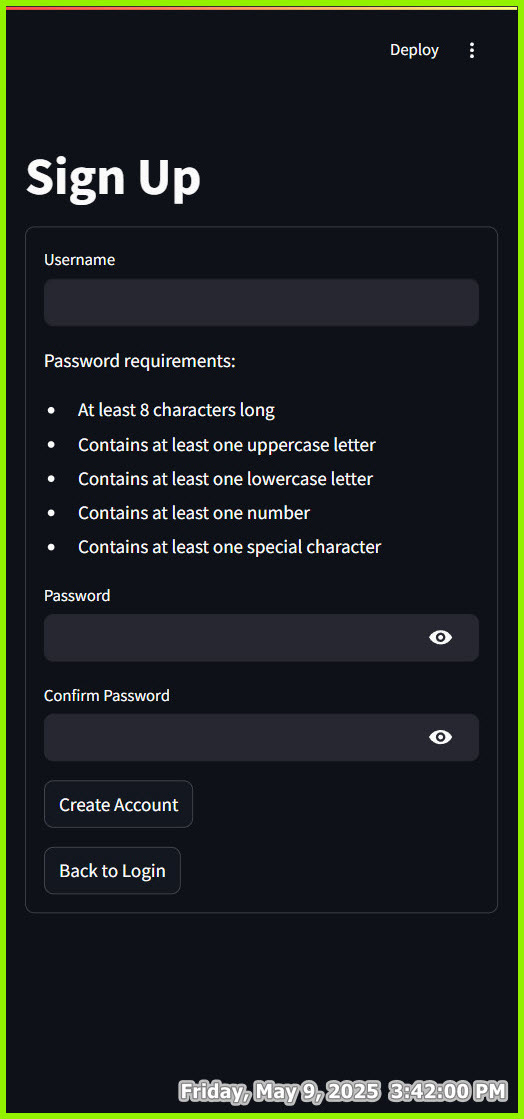 Deploy
Sign Up
Username
Password requirements:
At least 8 characters long
Contains at least one uppercase letter
Contains at least one lowercase letter
Contains at least one number
Contains at least one special character
Password
Confirm Password
Create Account
Back to Login
Friday, May 9, 2025 3:42:00 PM